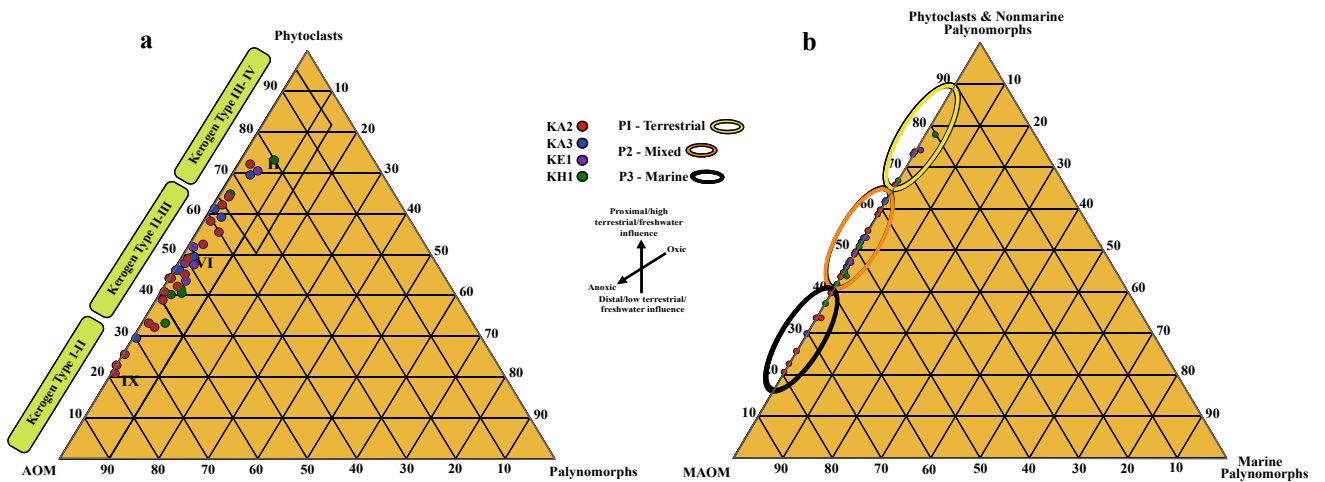 a
Phytoclasts
Kerogen Type III- IV
Kerogen Type II-III
Kerogen Type I-II
90
80
70
60
50
40
30
20
10
10
20
30
40
50
60
70
80
90
II
VI
IX
AOM
90
80
70
60
50
40
30
20
10
Palynomorphs
KA2
KA3
KE1
KH1
PI - Terrestrial
P2 - Mixed
P3 - Marine
Proximal/high
terrestrial/freshwater
influence
Oxic
Anoxic
Distal/low terrestrial/
freshwater influence
b
Phytoclasts & Nonmarine
Palynomorphs
90
80
70
60
50
40
30
20
10
10
20
30
40
50
60
70
80
90
MAOM
90
80
70
60
50
40
30
20
10
Marine
Palynomorphs